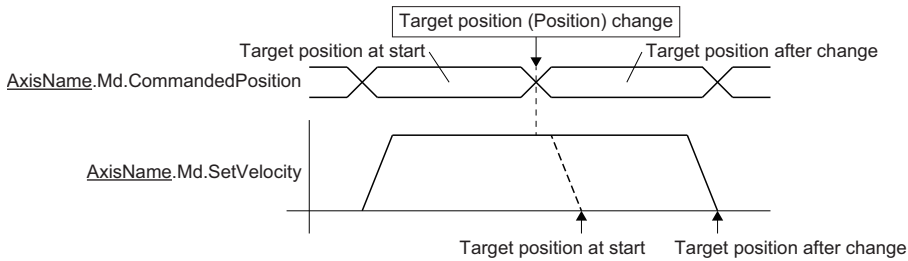 Target position (Position) change
Target position at start
Target position after change
AxisName.Md.CommandedPosition
AxisName.Md.SetVelocity
Target position at start
Target position after change